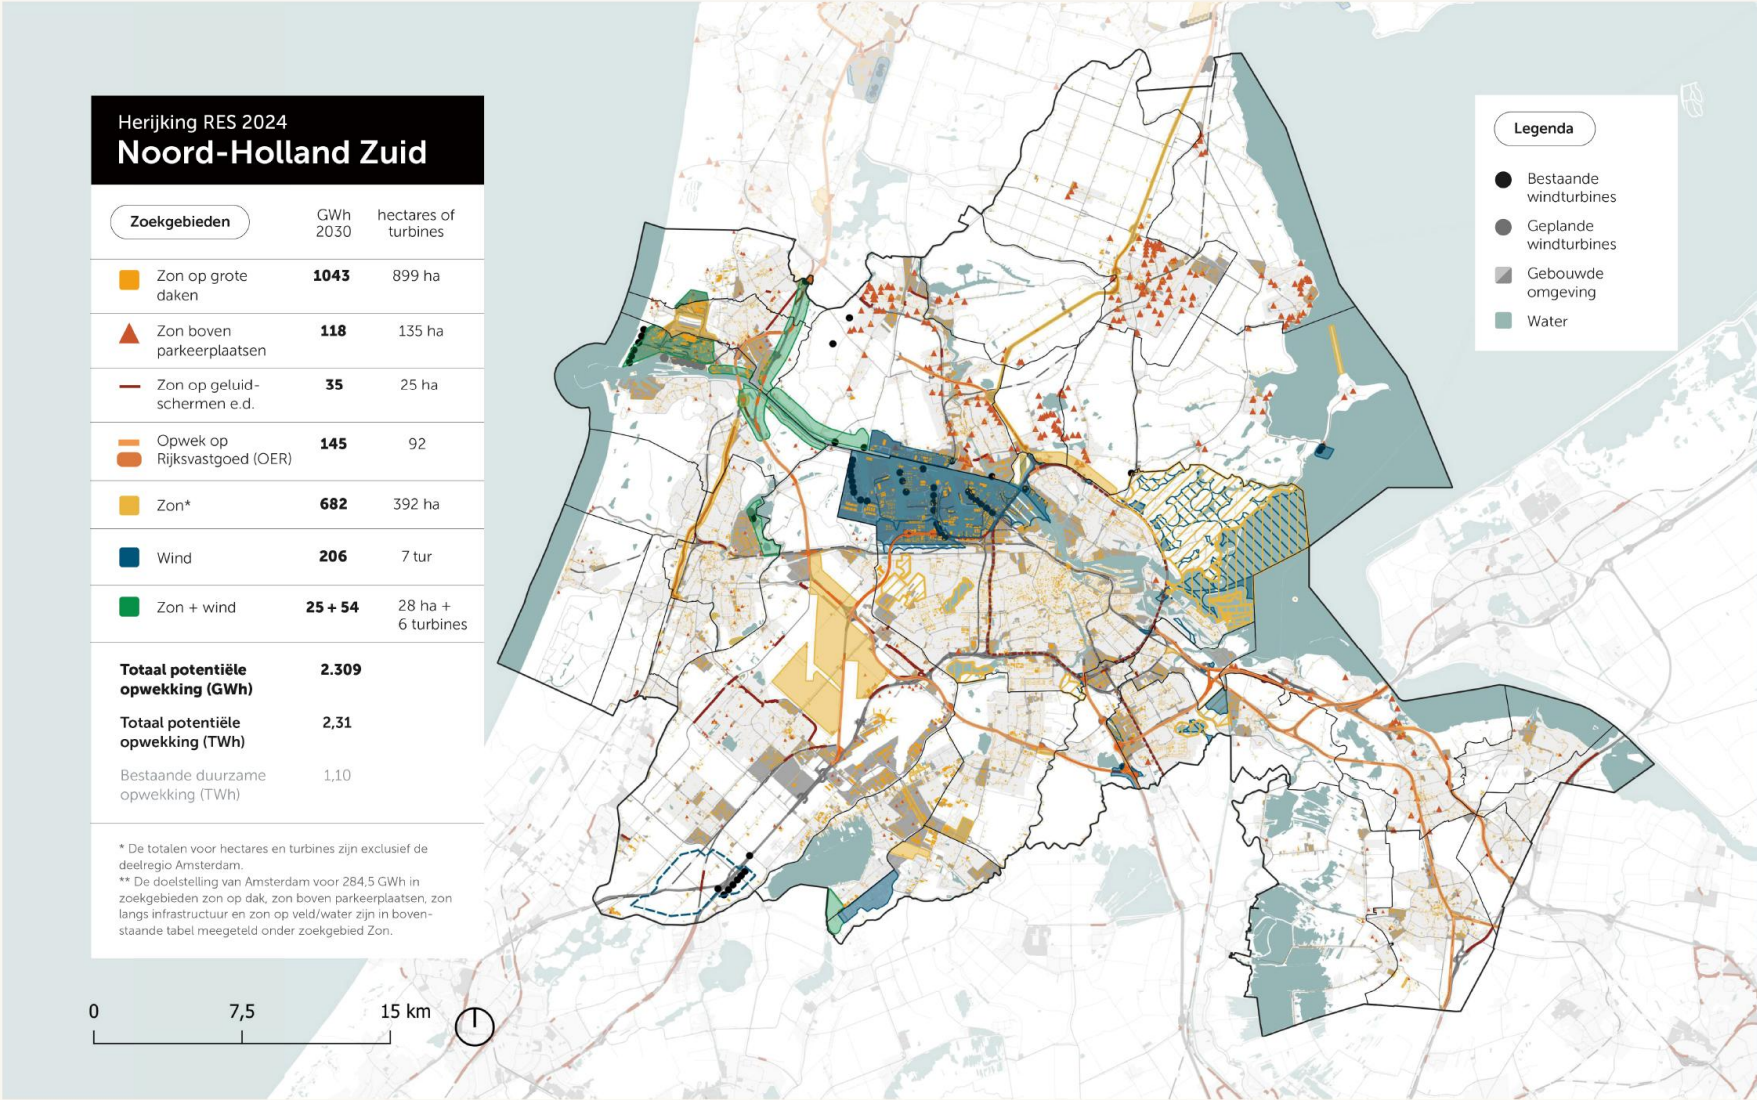 Herijking RES 2024
Noord-Holland Zuid
Zoekgebieden
GWh
2030
hectares of
turbines
Zon op grote
daken
1043
899 ha
Zon boven
parkeerplaatsen
118
135 ha
Zon op geluid-
schermen e.d.
35
25 ha
Opwek op
Rijksvastgoed (OER)
145
92
Zon*
682
392 ha
Wind
206
7 tur
Zon + wind
25 + 54
28 ha +
6 turbines
Totaal potentiële
opwekking (GWh)
2.309
Totaal potentiële
opwekking (TWh)
2,31
Bestaande duurzame
opwekking (TWh)
1,10
* De totalen voor hectares en turbines zijn exclusief de
deelregio Amsterdam.
** De doelstelling van Amsterdam voor 284,5 GWh in
zoekgebieden zon op dak, zon boven parkeerplaatsen, zon
langs infrastructuur en zon op veld/water zijn in boven-
staande tabel meegeteld onder zoekgebied Zon.
0
7,5
15 km
Legenda
Bestaande
windturbines
Geplande
windturbines
Gebouwde
omgeving
Water